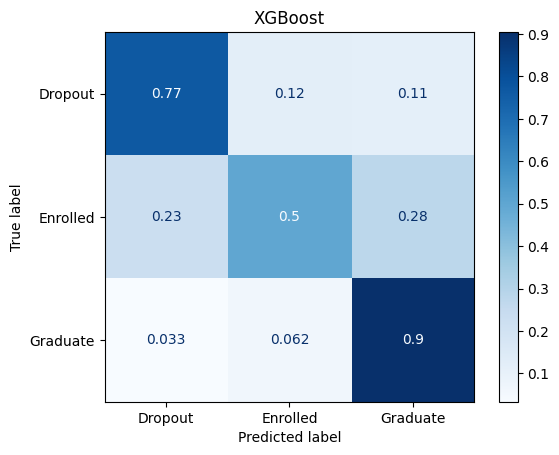 XGBoost
Dropout 0.77 0.12 0.11
Enrolled 0.23 0.5 0.28
Graduate 0.033 0.062 0.9
Dropout Enrolled Graduate
Predicted label
True label
0.9
0.8
0.7
0.6
0.5
0.4
0.3
0.2
0.1